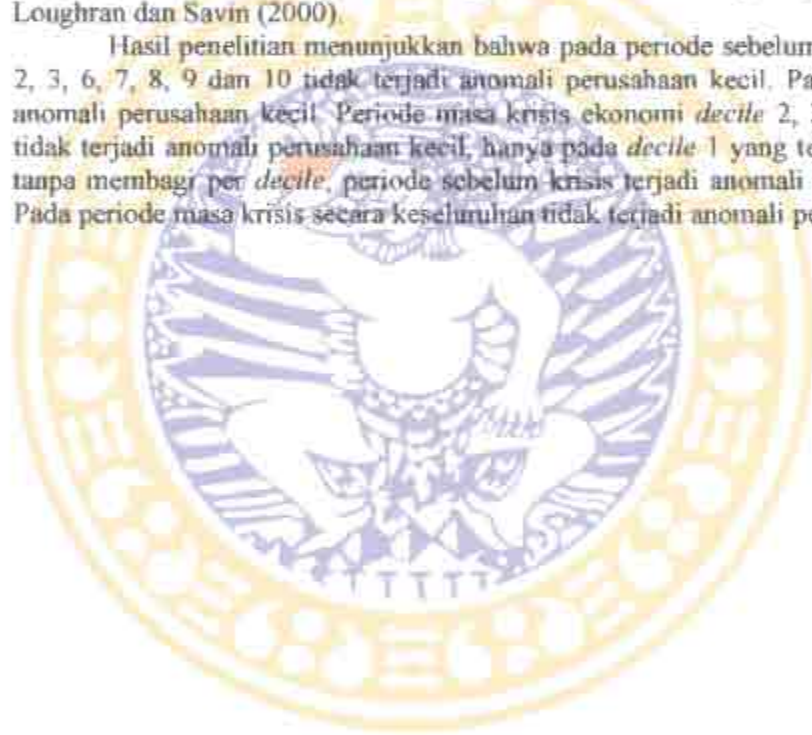 Loughran dan Savin (2000).
Hasil penelitian menunjukkan bahwa pada periode sebelum
2, 3, 6, 7, 8, 9 dan 10 tidak terjadi anomali perusahaan kecil. Pa
anomali perusahaan kecil. Periode masa krisis ekonomi decile 2,
tidak terjadi anomali perusahaan kecil, hanya pada decile 1 yang te
tanpa membagi per decile, periode sebelum krisis terjadi anomali
Pada periode masa krisis secara keseluruhan tidak terjadi anomali pe